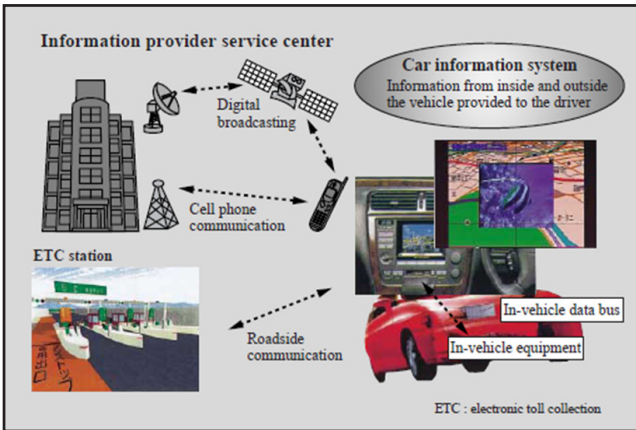 Information provider service center
Car information system
Information from inside and outside
the vehicle provided to the driver
Digital
broadcasting
Cell phone
communication
ETC station
Roadside
communication
In-vehicle data bus
In-vehicle equipment
ETC : electronic toll collection